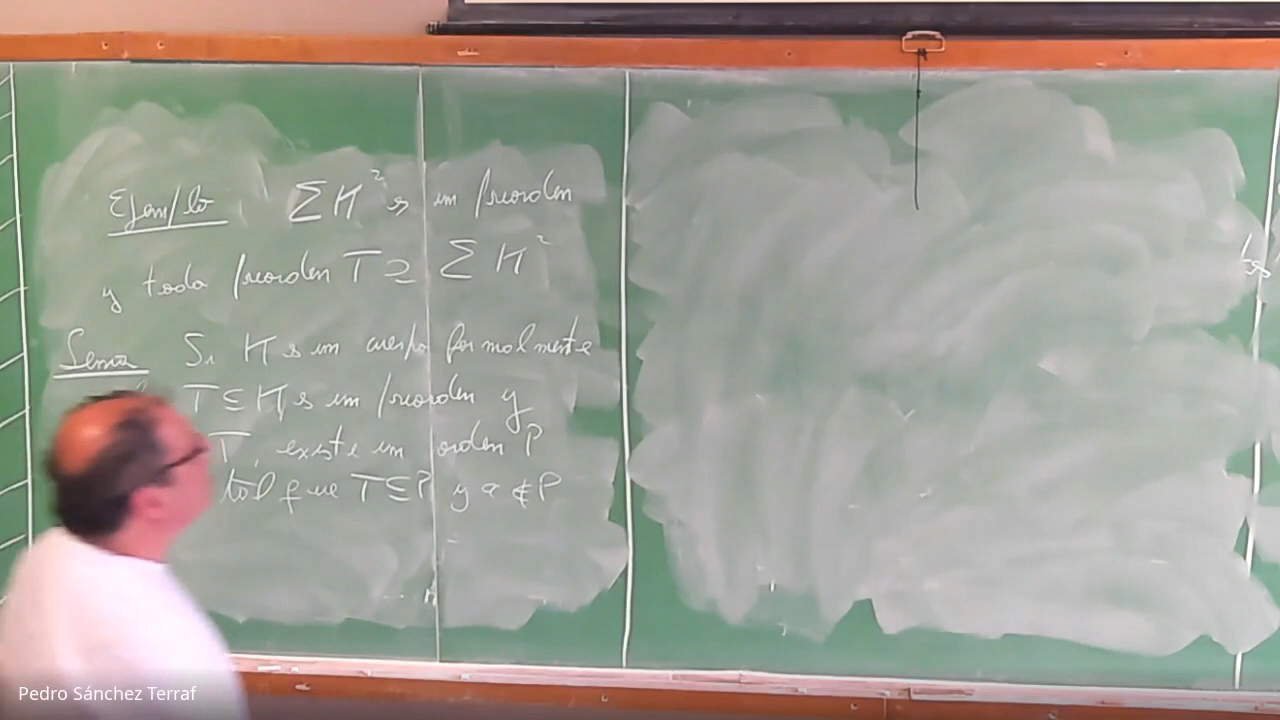 Ejemplo, ΣK² es un preorden
y todo preorden T ⊇ ΣK²
Lema Si K es un cuerpo formalmente
T ⊆ K es un preorden y
T, existe un orden P
tal que T ⊆ P y a ∉ P
Pedro Sánchez Terraf